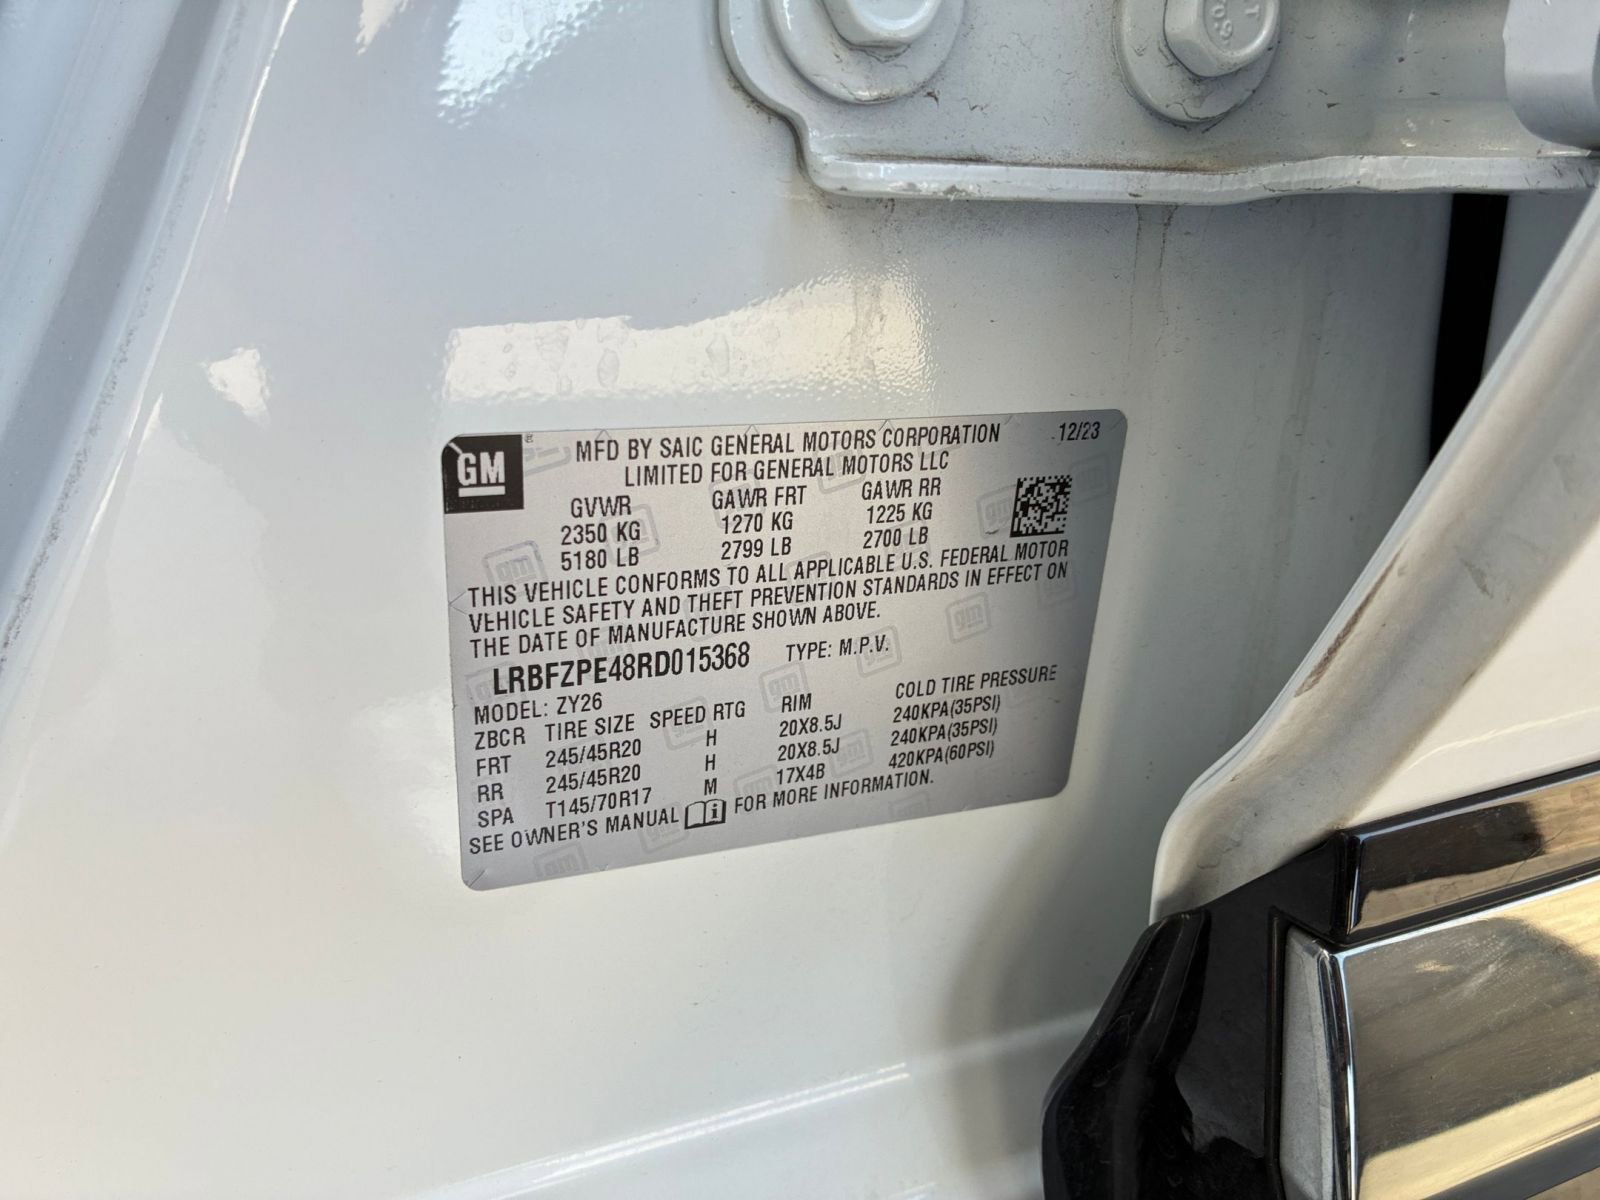 GM
MFD BY SAIC GENERAL MOTORS CORPORATION 12/23
LIMITED FOR GENERAL MOTORS LLC
GVWR GAWR FRT GAWR RR
2350 KG 1270 KG 1225 KG
5180 LB 2799 LB 2700 LB
THIS VEHICLE CONFORMS TO ALL APPLICABLE U.S. FEDERAL MOTOR
VEHICLE SAFETY AND THEFT PREVENTION STANDARDS IN EFFECT ON
THE DATE OF MANUFACTURE SHOWN ABOVE.
LRBFZPE48RD015368 TYPE: M.P.V.
MODEL: ZY26
ZBCR TIRE SIZE SPEED RTG RIM COLD TIRE PRESSURE
FRT 245/45R20 H 20X8.5J 240KPA(35PSI)
RR 245/45R20 H 20X8.5J 240KPA(35PSI)
SPA T145/70R17 M 17X4B 420KPA(60PSI)
SEE OWNER'S MANUAL FOR MORE INFORMATION.